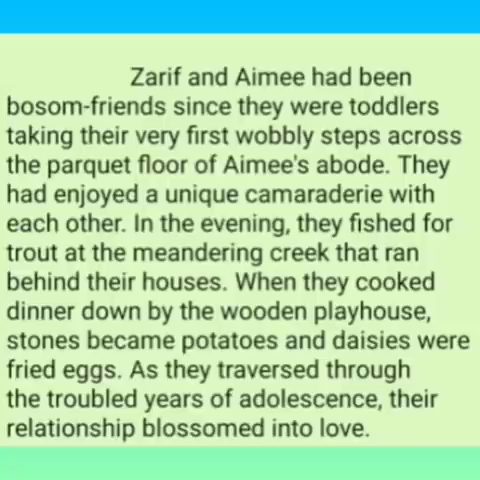 Zarif and Aimee had been
bosom-friends since they were toddlers
taking their very first wobbly steps across
the parquet floor of Aimee's abode. They
had enjoyed a unique camaraderie with
each other. In the evening, they fished for
trout at the meandering creek that ran
behind their houses. When they cooked
dinner down by the wooden playhouse,
stones became potatoes and daisies were
fried eggs. As they traversed through
the troubled years of adolescence, their
relationship blossomed into love.